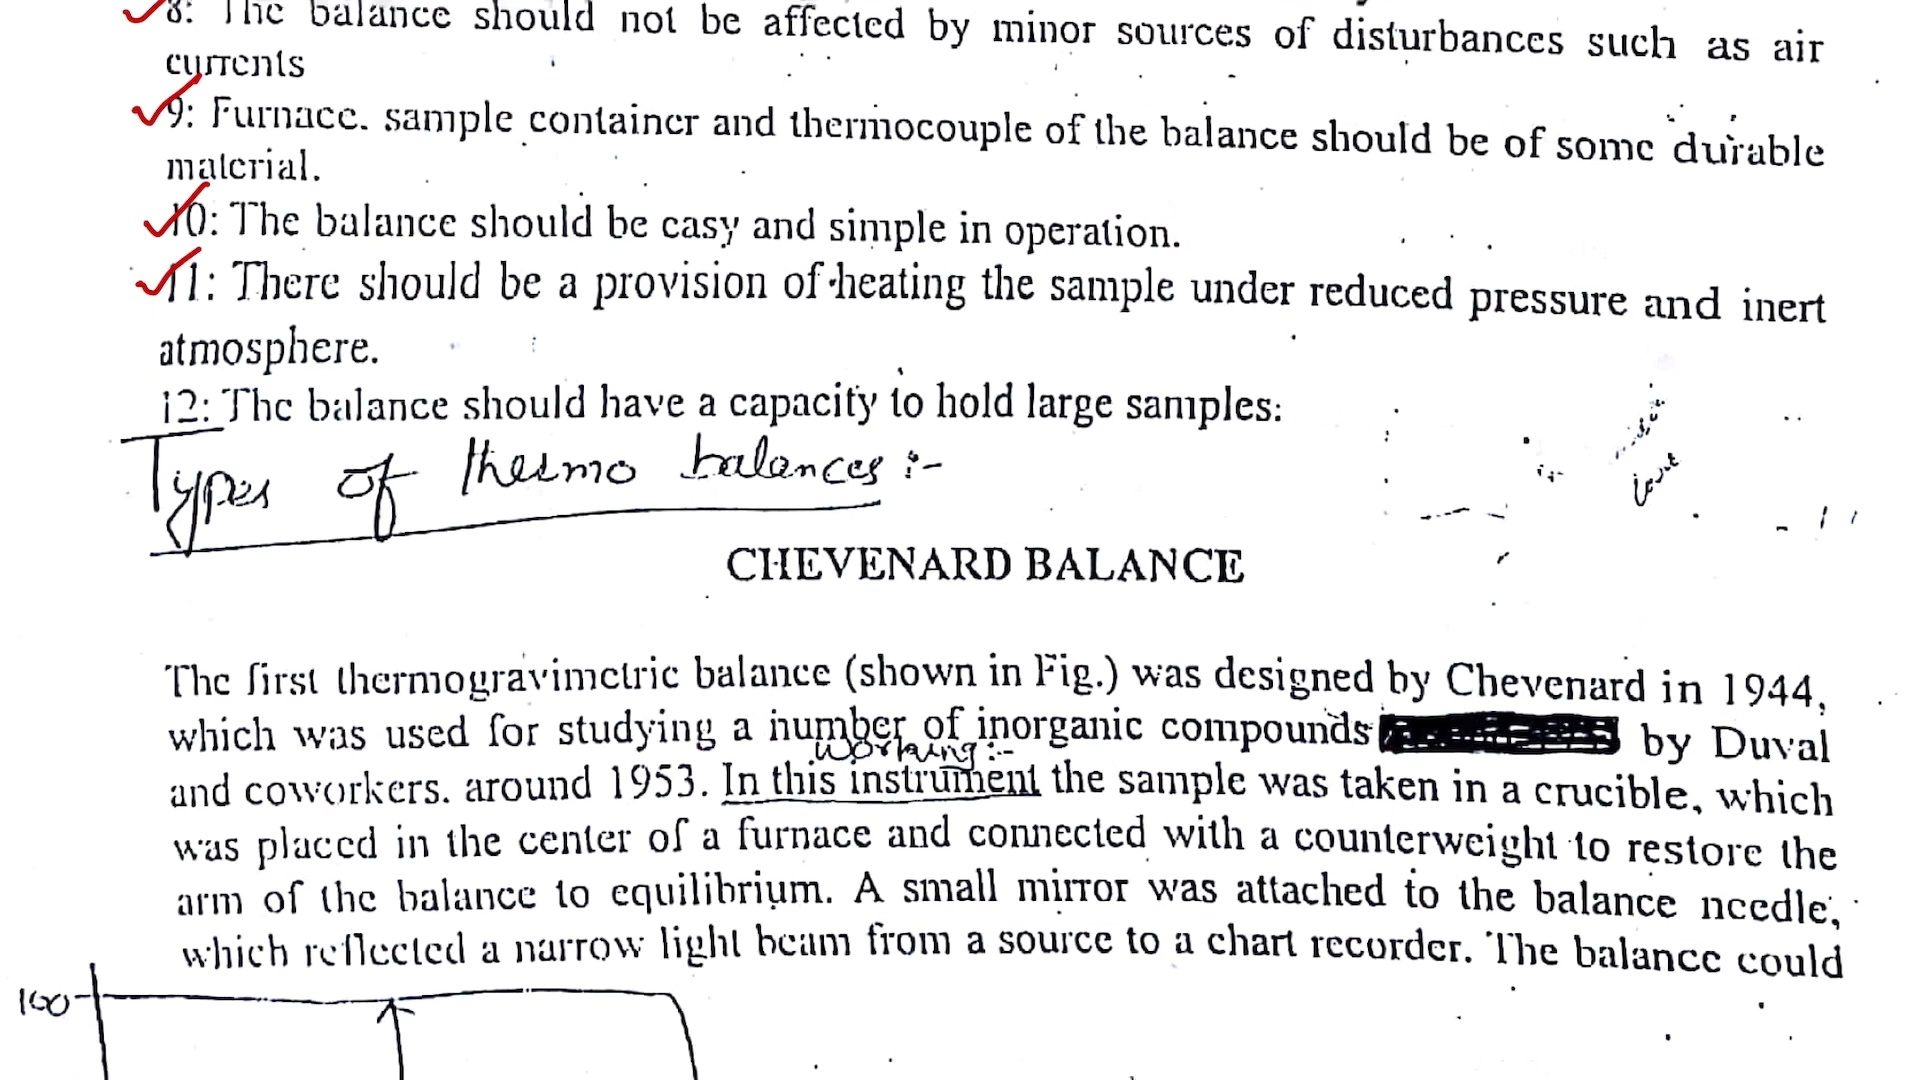 8: The balance should not be affected by minor sources of disturbances such as air
currents
9: Furnace. sample container and thermocouple of the balance should be of some durable
material.
10: The balance should be easy and simple in operation.
11: There should be a provision of heating the sample under reduced pressure and inert
atmosphere.
12: The balance should have a capacity to hold large samples:
Types of thermo balances :-
CHEVENARD BALANCE
The first thermogravimetric balance (shown in Fig.) was designed by Chevenard in 1944,
which was used for studying a number of inorganic compounds by Duval
working :-
and coworkers. around 1953. In this instrument the sample was taken in a crucible, which
was placed in the center of a furnace and connected with a counterweight to restore the
arm of the balance to equilibrium. A small mirror was attached to the balance needle,
which reflected a narrow light beam from a source to a chart recorder. The balance could
100